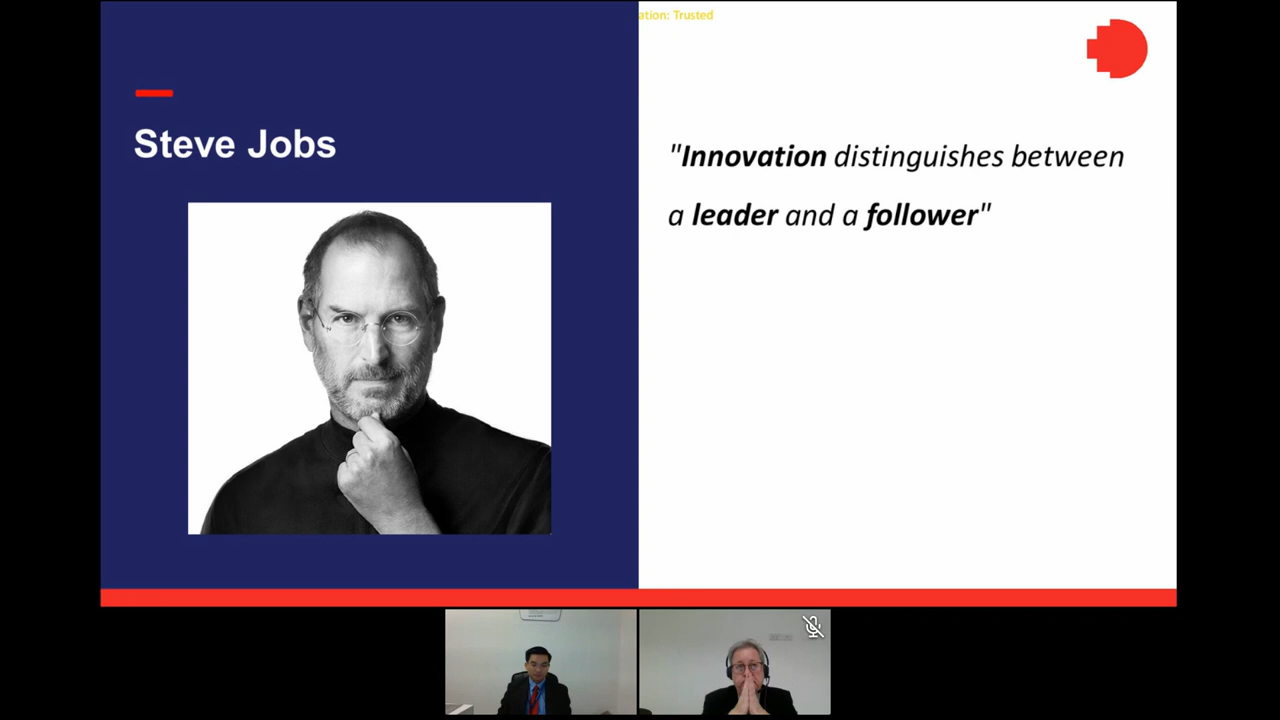 ation: Trusted
Steve Jobs
"Innovation distinguishes between
a leader and a follower"